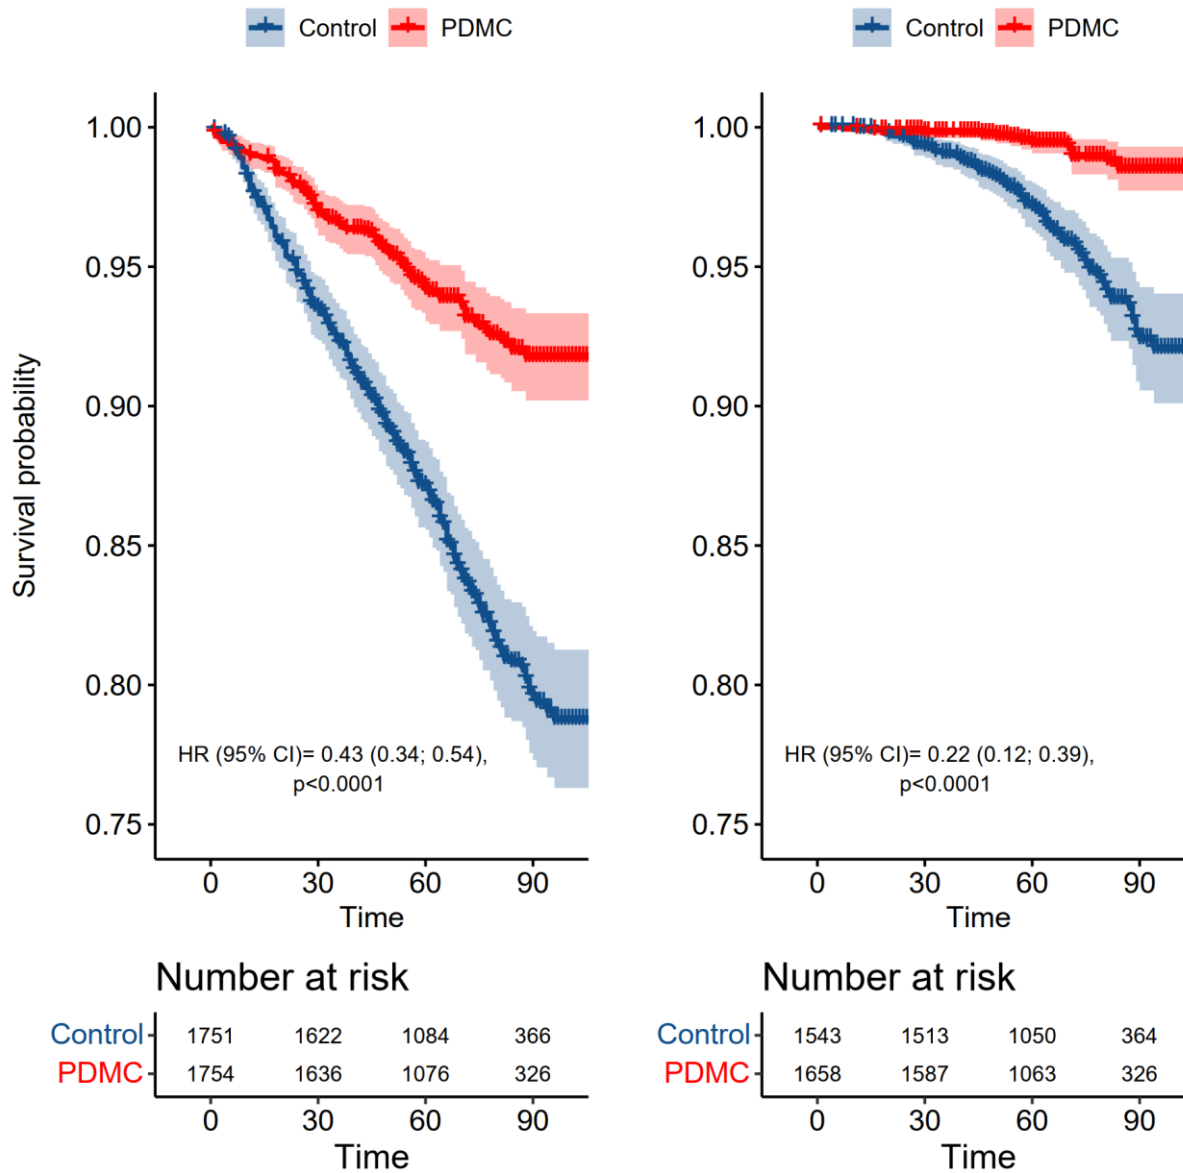 Control PDMC
Control PDMC
Survival probability
1.00
0.95
0.90
0.85
0.80
0.75
HR (95% CI)= 0.43 (0.34; 0.54),
p<0.0001
0 30 60 90
Time
1.00
0.95
0.90
0.85
0.80
0.75
HR (95% CI)= 0.22 (0.12; 0.39),
p<0.0001
0 30 60 90
Time
Number at risk
Control 1751 1622 1084 366
PDMC 1754 1636 1076 326
0 30 60 90
Time
Number at risk
Control 1543 1513 1050 364
PDMC 1658 1587 1063 326
0 30 60 90
Time